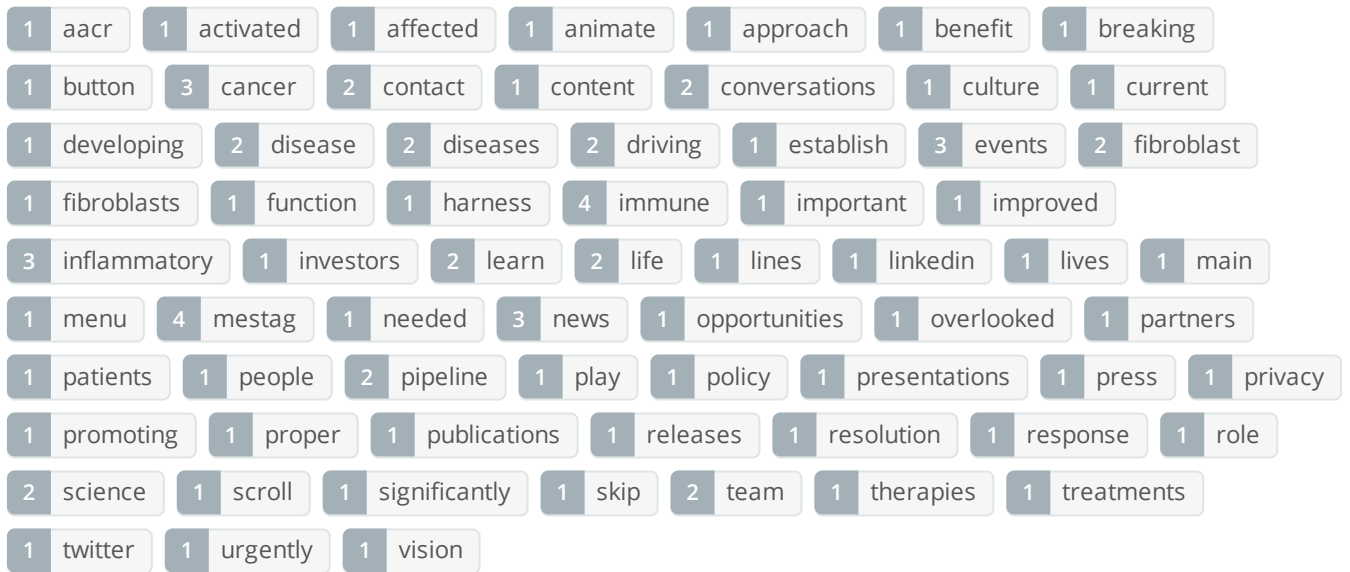 1 aacr 1 activated 1 affected 1 animate 1 approach 1 benefit 1 breaking
1 button 3 cancer 2 contact 1 content 2 conversations 1 culture 1 current
1 developing 2 disease 2 diseases 2 driving 1 establish 3 events 2 fibroblast
1 fibroblasts 1 function 1 harness 4 immune 1 important 1 improved
3 inflammatory 1 investors 2 learn 2 life 1 lines 1 linkedin 1 lives 1 main
1 menu 4 mestag 1 needed 3 news 1 opportunities 1 overlooked 1 partners
1 patients 1 people 2 pipeline 1 play 1 policy 1 presentations 1 press 1 privacy
1 promoting 1 proper 1 publications 1 releases 1 resolution 1 response 1 role
2 science 1 scroll 1 significantly 1 skip 2 team 1 therapies 1 treatments
1 twitter 1 urgently 1 vision